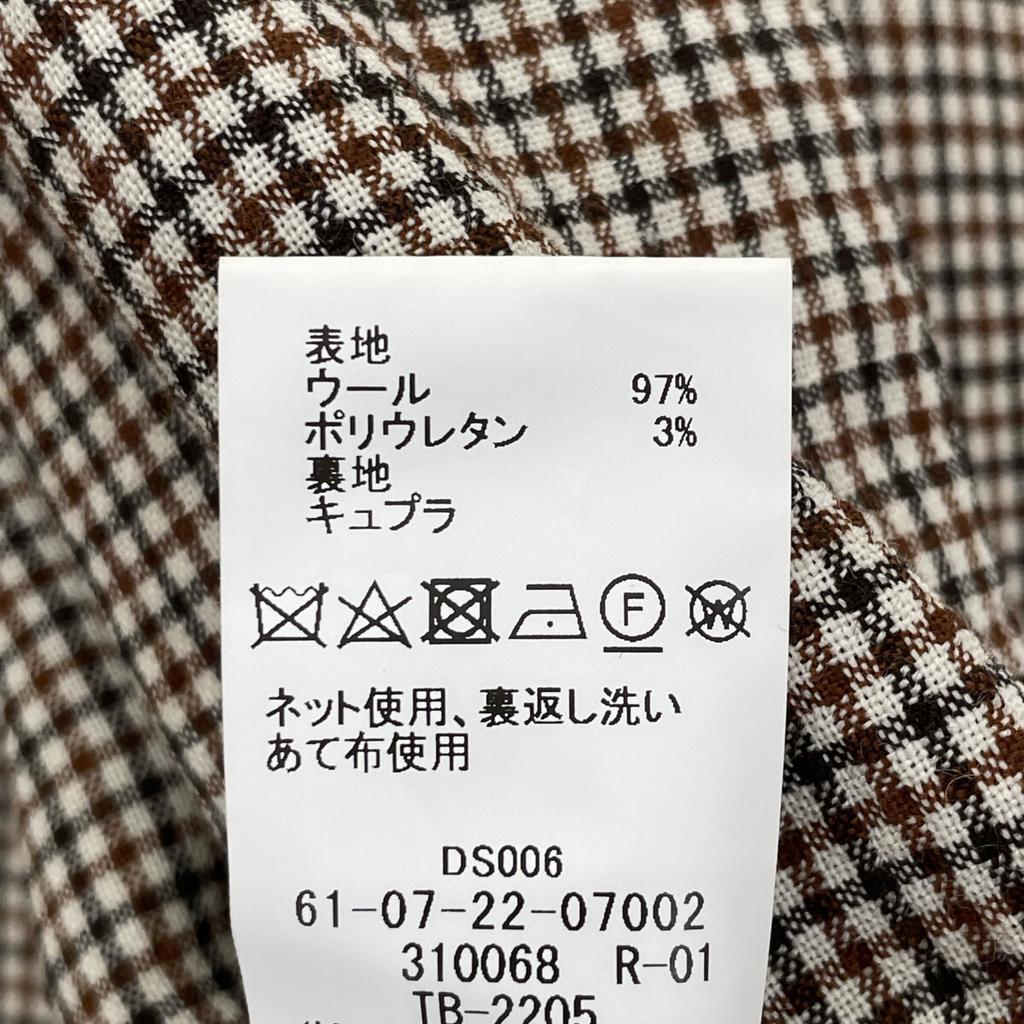 表地
ウール 97%
ポリウレタン 3%
裏地
キュプラ
F W
ネット使用、裏返し洗い
あて布使用
DS006
61-07-22-07002
310068 R-01
TB-2205